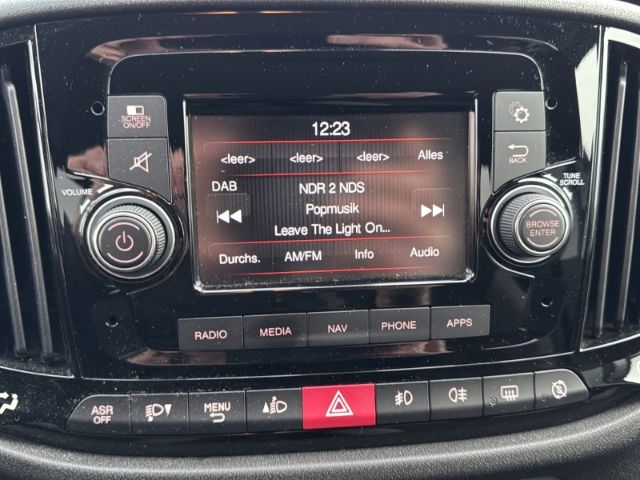 12:23
SCREEN ON/OFF
<leer> <leer> <leer> Alles
BACK
VOLUME
TUNE SCROLL
DAB NDR 2 NDS
Popmusik
Leave The Light On...
BROWSE ENTER
Durchs. AM/FM Info Audio
RADIO MEDIA NAV PHONE APPS
ASR OFF
MENU